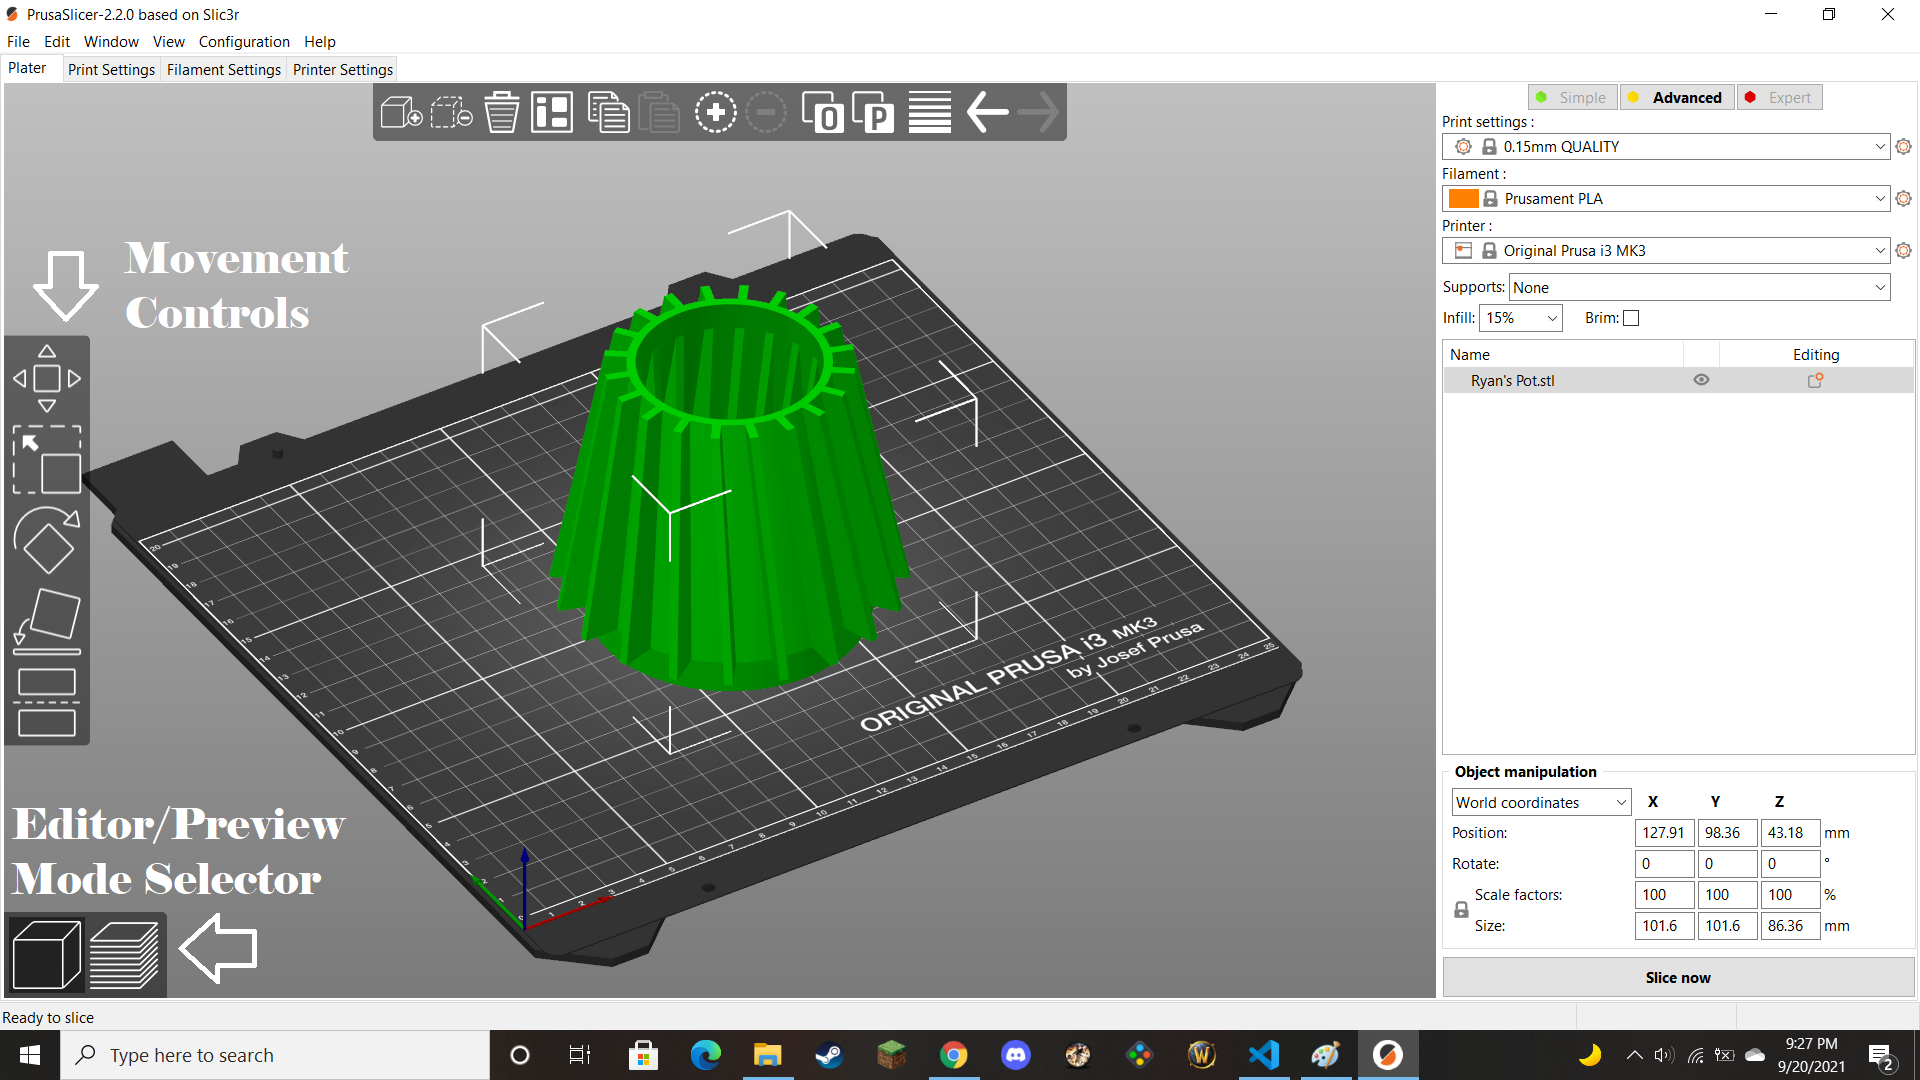 PrusaSlicer-2.2.0 based on Slic3r
File Edit Window View Configuration Help
Plater Print Settings Filament Settings Printer Settings
O P
Simple Advanced Expert
Print settings :
0.15mm QUALITY
Filament :
Prusament PLA
Printer :
Original Prusa i3 MK3
Supports: None
Infill: 15% Brim:
Name Editing
Ryan's Pot.stl
Movement
Controls
ORIGINAL PRUSA i3 MK3
by Josef Prusa
Editor/Preview
Mode Selector
Object manipulation
World coordinates X Y Z
Position: 127.91 98.36 43.18 mm
Rotate: 0 0 0 °
Scale factors: 100 100 100 %
Size: 101.6 101.6 86.36 mm
Slice now
Ready to slice
Type here to search
9:27 PM
9/20/2021
2